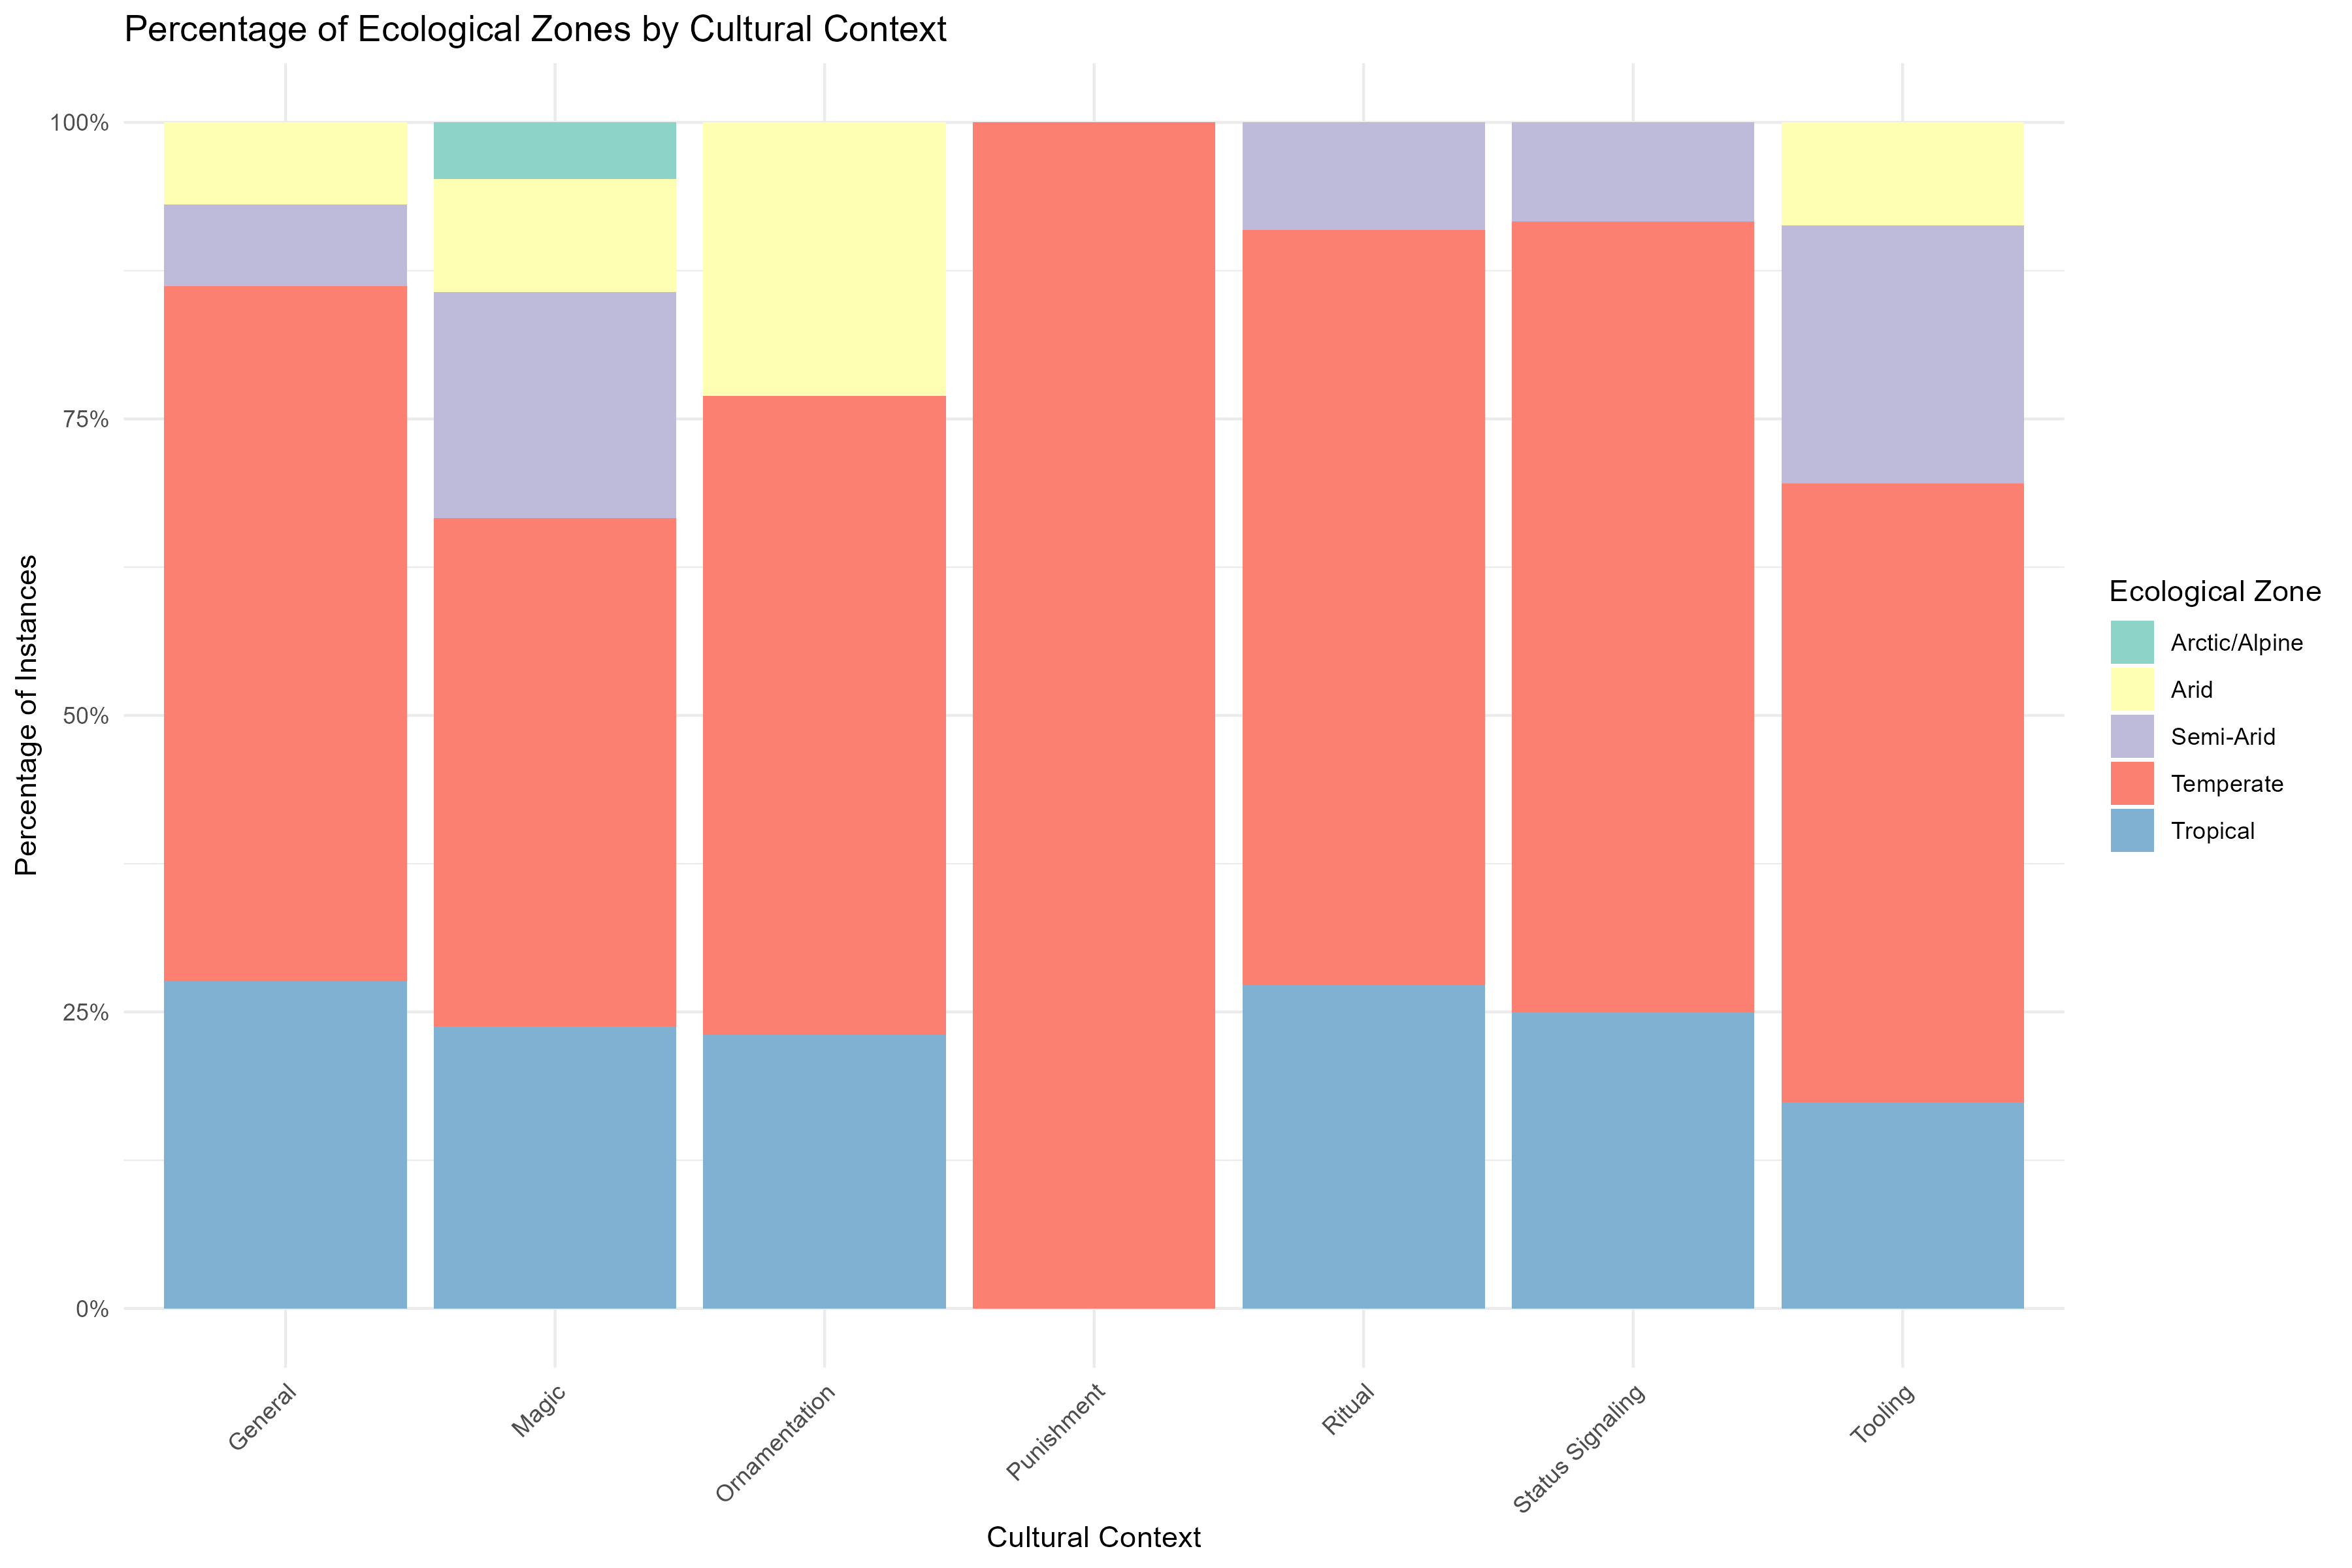 Percentage of Ecological Zones by Cultural Context
100%
75%
50%
25%
0%
Percentage of Instances
General
Magic
Ornamentation
Punishment
Ritual
Status Signaling
Tooling
Cultural Context
Ecological Zone
Arctic/Alpine
Arid
Semi-Arid
Temperate
Tropical